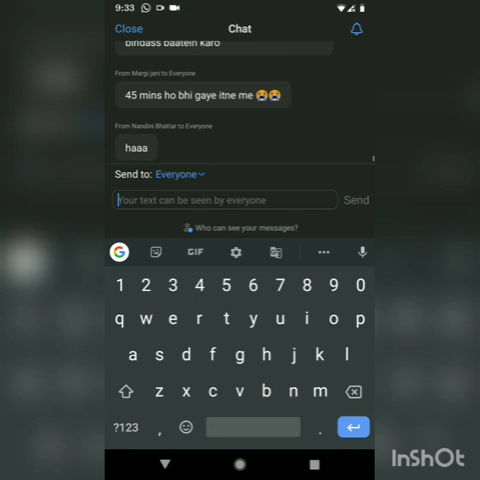 9:33
Close Chat
bindass baatein karo
From Margi jani to Everyone
45 mins ho bhi gaye itne me 😭😭
From Nandini Bhattar to Everyone
haaa
Send to: Everyone
Your text can be seen by everyone Send
Who can see your messages?
G GIF
1 2 3 4 5 6 7 8 9 0
q w e r t y u i o p
a s d f g h j k l
z x c v b n m
?123 , .
InShOt